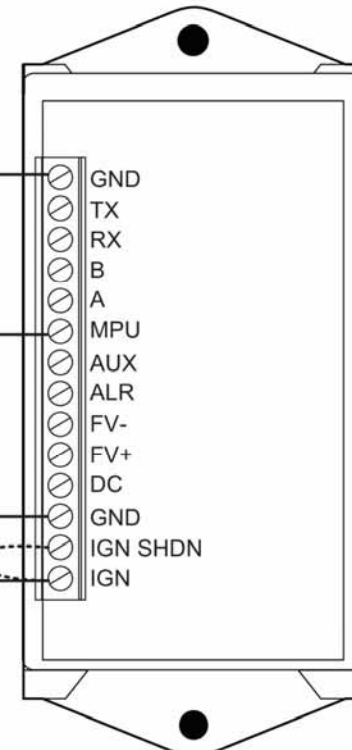 GND
TX
RX
B
A
MPU
AUX
ALR
FV-
FV+
DC
GND
IGN SHDN
IGN